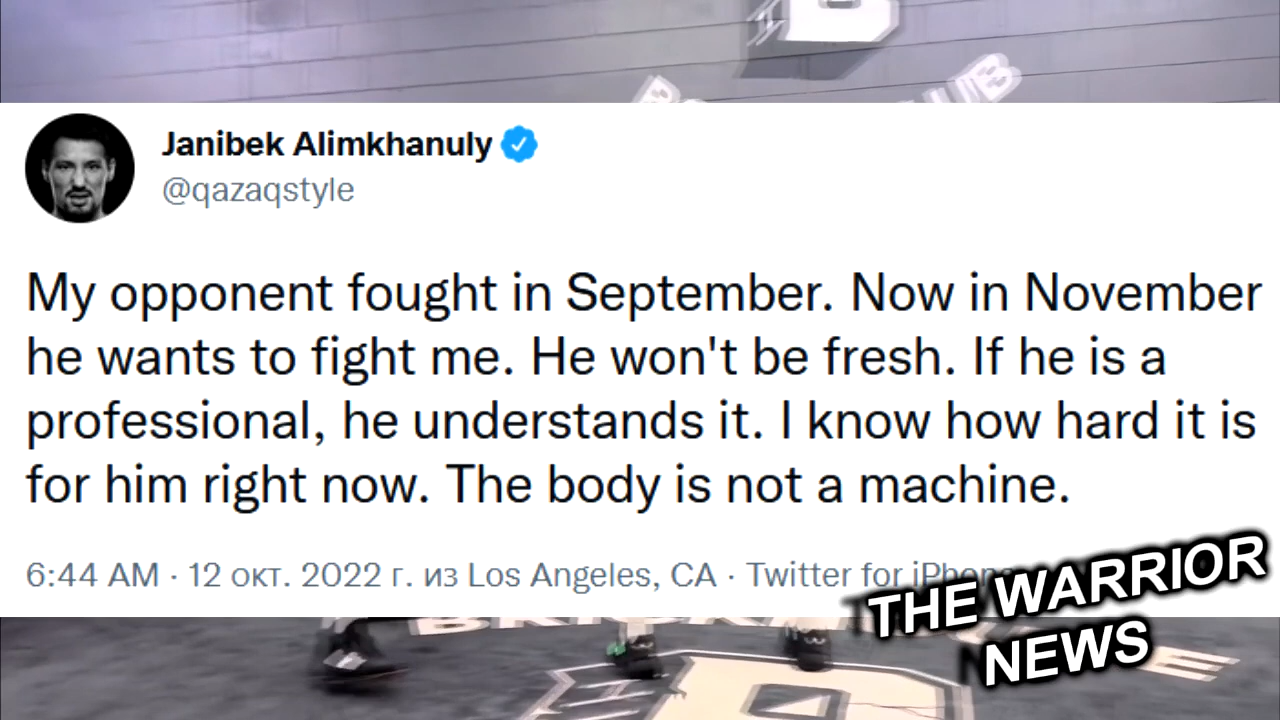 Janibek Alimkhanuly
@qazaqstyle
My opponent fought in September. Now in November
he wants to fight me. He won't be fresh. If he is a
professional, he understands it. I know how hard it is
for him right now. The body is not a machine.
6:44 AM · 12 окт. 2022 г. из Los Angeles, CA · Twitter for iPhone
THE WARRIOR
NEWS